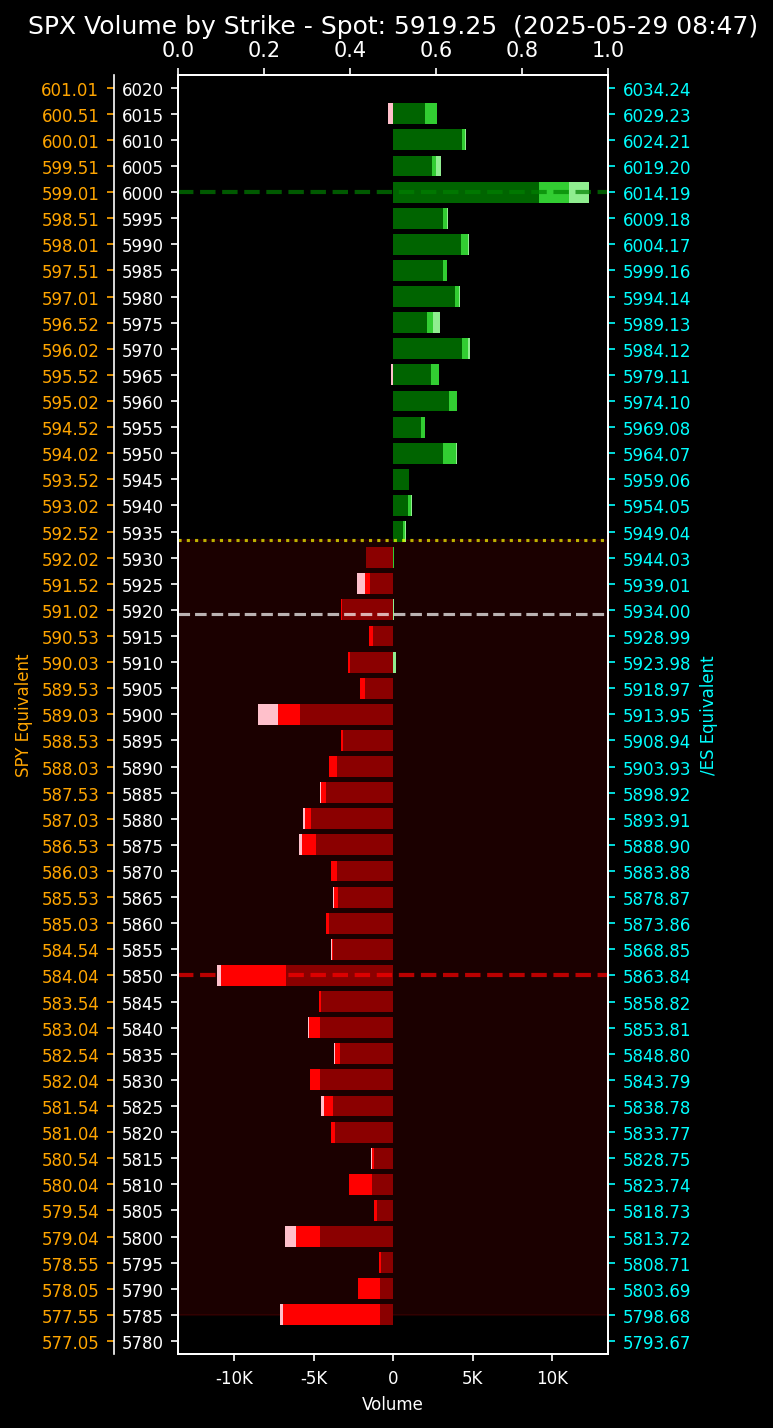 SPX Volume by Strike - Spot: 5919.25  (2025-05-29 08:47)
0.0 0.2 0.4 0.6 0.8 1.0
601.01 6020 6034.24
600.51 6015 6029.23
600.01 6010 6024.21
599.51 6005 6019.20
599.01 6000 6014.19
598.51 5995 6009.18
598.01 5990 6004.17
597.51 5985 5999.16
597.01 5980 5994.14
596.52 5975 5989.13
596.02 5970 5984.12
595.52 5965 5979.11
595.02 5960 5974.10
594.52 5955 5969.08
594.02 5950 5964.07
593.52 5945 5959.06
593.02 5940 5954.05
592.52 5935 5949.04
592.02 5930 5944.03
591.52 5925 5939.01
591.02 5920 5934.00
590.53 5915 5928.99
590.03 5910 5923.98
589.53 5905 5918.97
589.03 5900 5913.95
588.53 5895 5908.94
588.03 5890 5903.93
587.53 5885 5898.92
587.03 5880 5893.91
586.53 5875 5888.90
586.03 5870 5883.88
585.53 5865 5878.87
585.03 5860 5873.86
584.54 5855 5868.85
584.04 5850 5863.84
583.54 5845 5858.82
583.04 5840 5853.81
582.54 5835 5848.80
582.04 5830 5843.79
581.54 5825 5838.78
581.04 5820 5833.77
580.54 5815 5828.75
580.04 5810 5823.74
579.54 5805 5818.73
579.04 5800 5813.72
578.55 5795 5808.71
578.05 5790 5803.69
577.55 5785 5798.68
577.05 5780 5793.67
SPY Equivalent
/ES Equivalent
-10K -5K 0 5K 10K
Volume